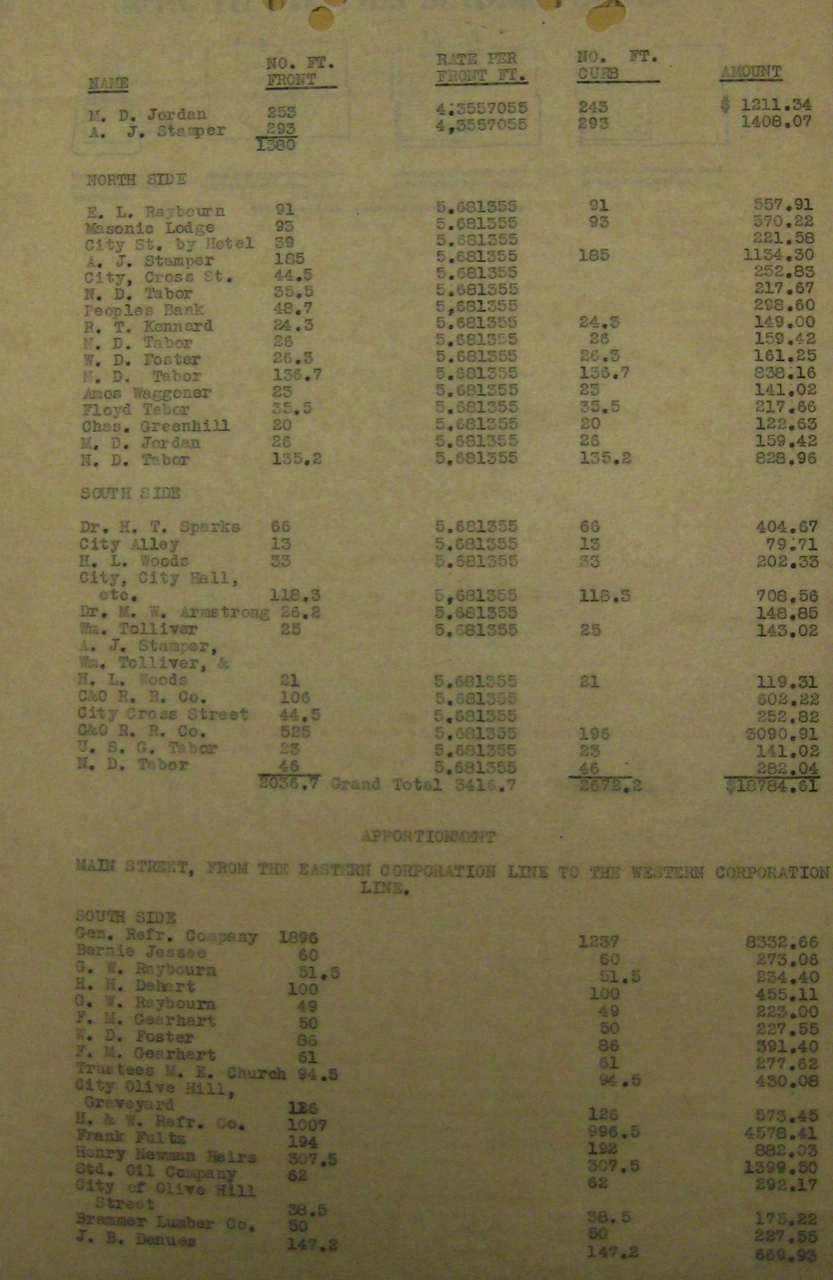 NO. FT. RATE PER NO. FT.
NAME FRONT FRONT FT. CURB AMOUNT
M. D. Jordan 253 4.3557055 243 $ 1211.34
A. J. Stamper 293 4,3557055 293 1408.07
1380
NORTH SIDE
E. L. Raybourn 91 5.681355 91 557.91
Masonic Lodge 93 5.681355 93 570.22
City St. by Hotel 39 5.681355 221.58
A. J. Stamper 185 5.681355 185 1134.30
City, Cross St. 44.5 5.681355 252.83
N. D. Tabor 35.5 5.681355 217.67
Peoples Bank 48.7 5,681355 298.60
R. T. Kennard 24.3 5.681355 24.3 149.00
N. D. Tabor 26 5.681355 26 159.42
W. D. Foster 26.3 5.681355 26.3 161.25
N. D. Tabor 136.7 5.681355 136.7 838.16
Amos Waggoner 23 5.681355 23 141.02
Floyd Tabor 35.5 5.681355 35.5 217.66
Chas. Greenhill 20 5.681355 20 122.63
M. D. Jordan 26 5.681355 26 159.42
N. D. Tabor 135.2 5.681355 135.2 828.96
SOUTH SIDE
Dr. H. T. Sparks 66 5.681355 66 404.67
City Alley 13 5.681355 13 79.71
H. L. Woods 33 5.681355 33 202.33
City, City Hall,
etc. 118.3 5,681355 118.3 708.56
Dr. M. W. Armstrong 26.2 5.681355 148.85
Wm. Tolliver 25 5.681355 25 143.02
A. J. Stamper,
Wm. Tolliver, &
H. L. Woods 21 5.681355 21 119.31
C&O R. R. Co. 106 5.681355 602.22
City Cross Street 44.5 5.681355 252.82
C&O R. R. Co. 525 5.681355 196 3090.91
U. S. G. Tabor 23 5.681355 23 141.02
N. D. Tabor 46 5.681355 46 282.04
2036.7 Grand Total 3416.7 2672.2 $18784.61
APPORTIONMENT
MAIN STREET, FROM THE EASTERN CORPORATION LINE TO THE WESTERN CORPORATION
LINE.
SOUTH SIDE
Gen. Refr. Company 1896 1237 8332.66
Barnie Jessee 60 60 273.06
G. W. Raybourn 51.5 51.5 234.40
H. H. Dehart 100 100 455.11
G. W. Raybourn 49 49 223.00
F. M. Gearhart 50 50 227.55
W. D. Foster 86 86 391.40
F. M. Gearhart 61 61 277.62
Trustees M. E. Church 94.5 94.5 430.08
City Olive Hill,
Graveyard 126 126 573.45
H. & W. Refr. Co. 1007 996.5 4578.41
Frank Fultz 194 192 882.03
Henry Newman Heirs 307.5 307.5 1399.50
Std. Oil Company 62 62 292.17
City of Olive Hill
Street 38.5 38.5 175.22
Brammer Lumber Co. 50 50 227.55
J. B. Denues 147.2 147.2 669.93